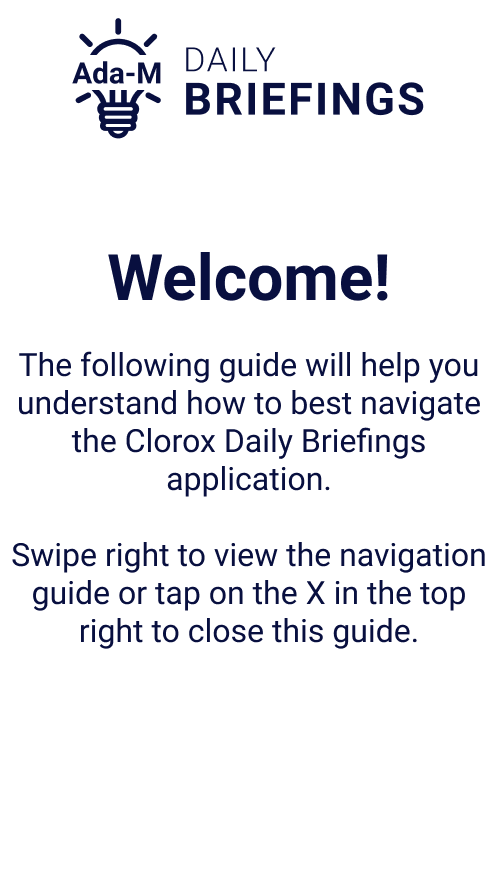 Ada-M
DAILY
BRIEFINGS
Welcome!
The following guide will help you
understand how to best navigate
the Clorox Daily Briefings
application.
Swipe right to view the navigation
guide or tap on the X in the top
right to close this guide.